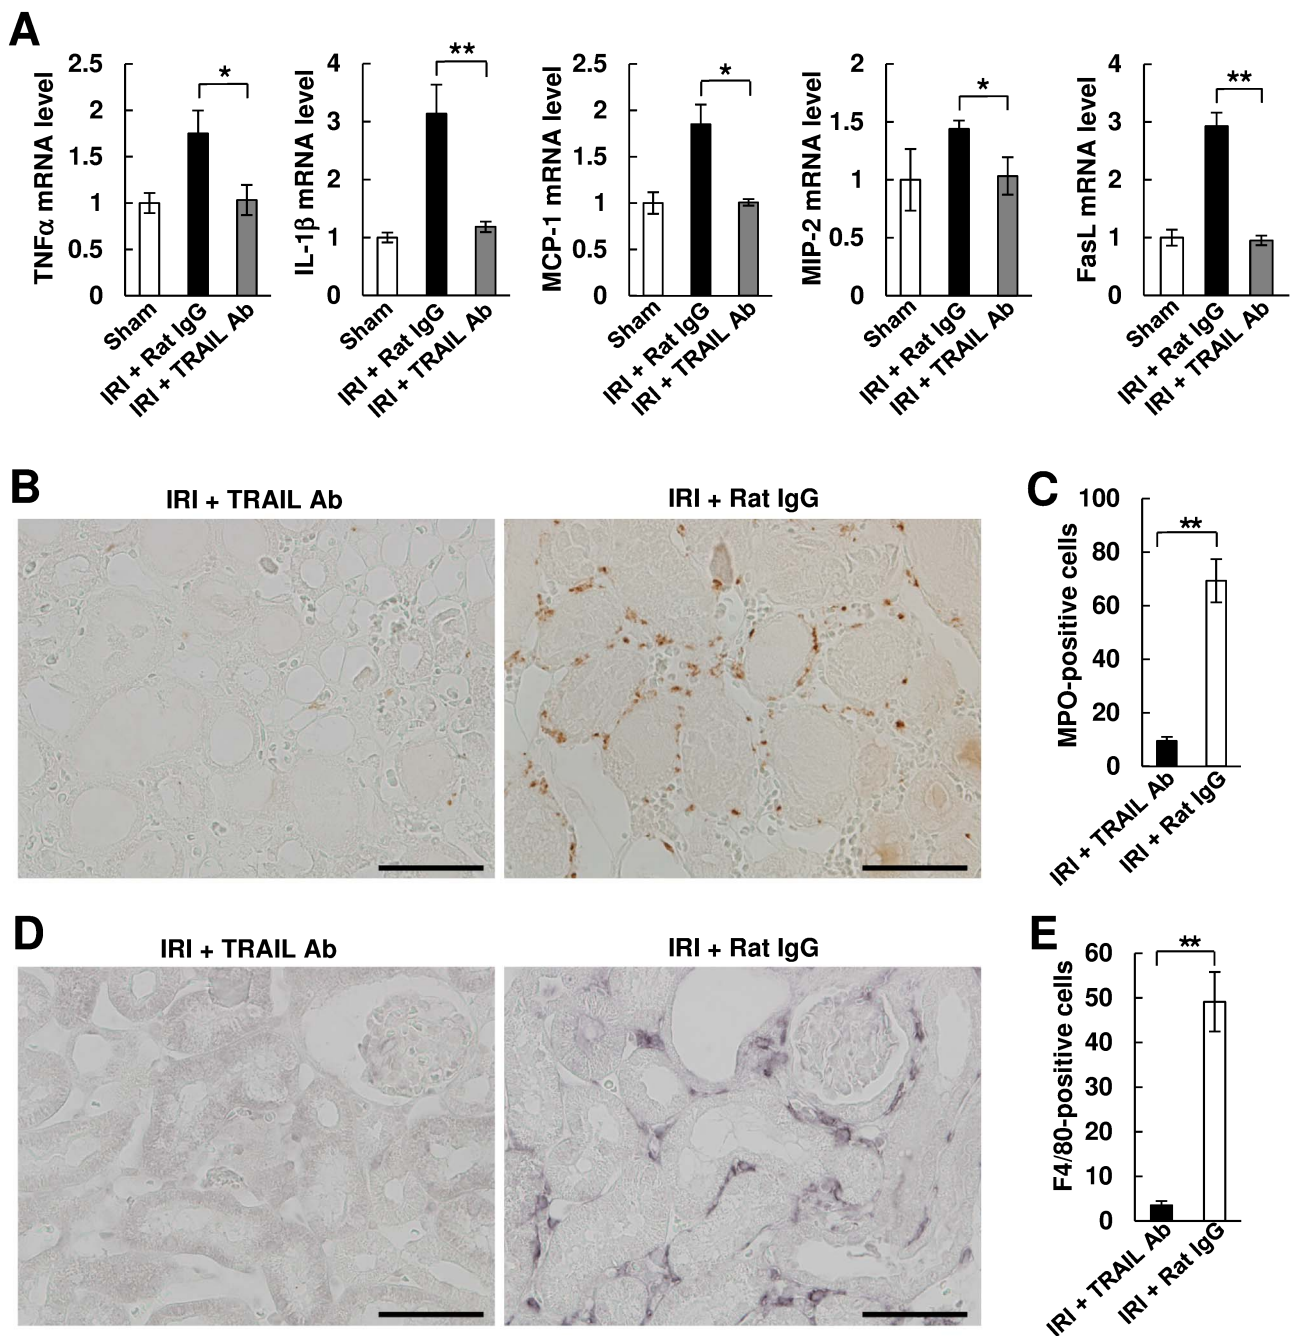 A
TNFα mRNA level
2.5
2
1.5
1
0.5
0
*
Sham
IRI + Rat IgG
IRI + TRAIL Ab
IL-1β mRNA level
4
3
2
1
0
**
Sham
IRI + Rat IgG
IRI + TRAIL Ab
MCP-1 mRNA level
2.5
2
1.5
1
0.5
0
*
Sham
IRI + Rat IgG
IRI + TRAIL Ab
MIP-2 mRNA level
2
1.5
1
0.5
0
*
Sham
IRI + Rat IgG
IRI + TRAIL Ab
FasL mRNA level
4
3
2
1
0
**
Sham
IRI + Rat IgG
IRI + TRAIL Ab
B
IRI + TRAIL Ab
IRI + Rat IgG
C
MPO-positive cells
100
80
60
40
20
0
**
IRI + TRAIL Ab
IRI + Rat IgG
D
IRI + TRAIL Ab
IRI + Rat IgG
E
F4/80-positive cells
60
50
40
30
20
10
0
**
IRI + TRAIL Ab
IRI + Rat IgG